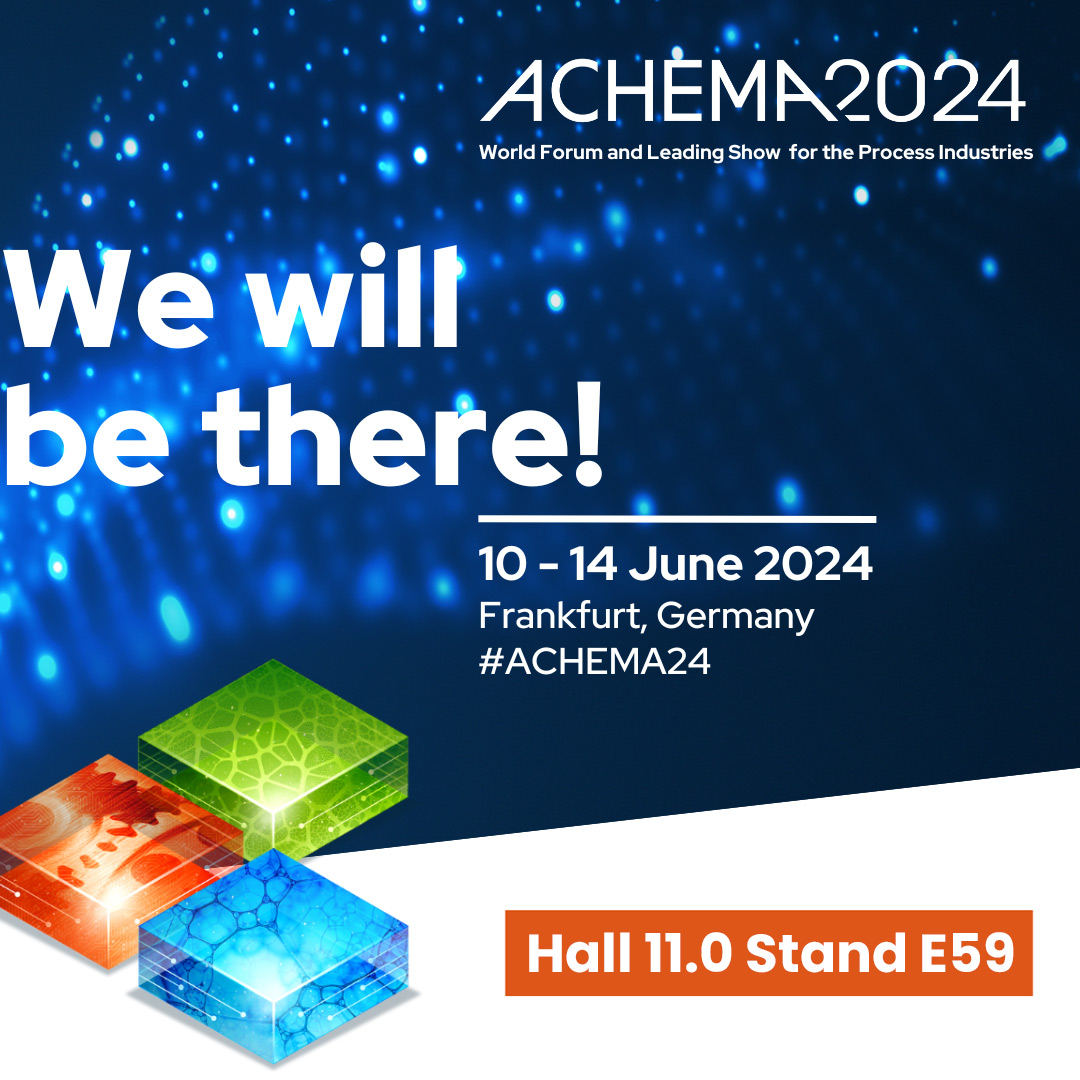 ACHEMA2024
World Forum and Leading Show for the Process Industries
We will
be there!
10 - 14 June 2024
Frankfurt, Germany
#ACHEMA24
Hall 11.0 Stand E59